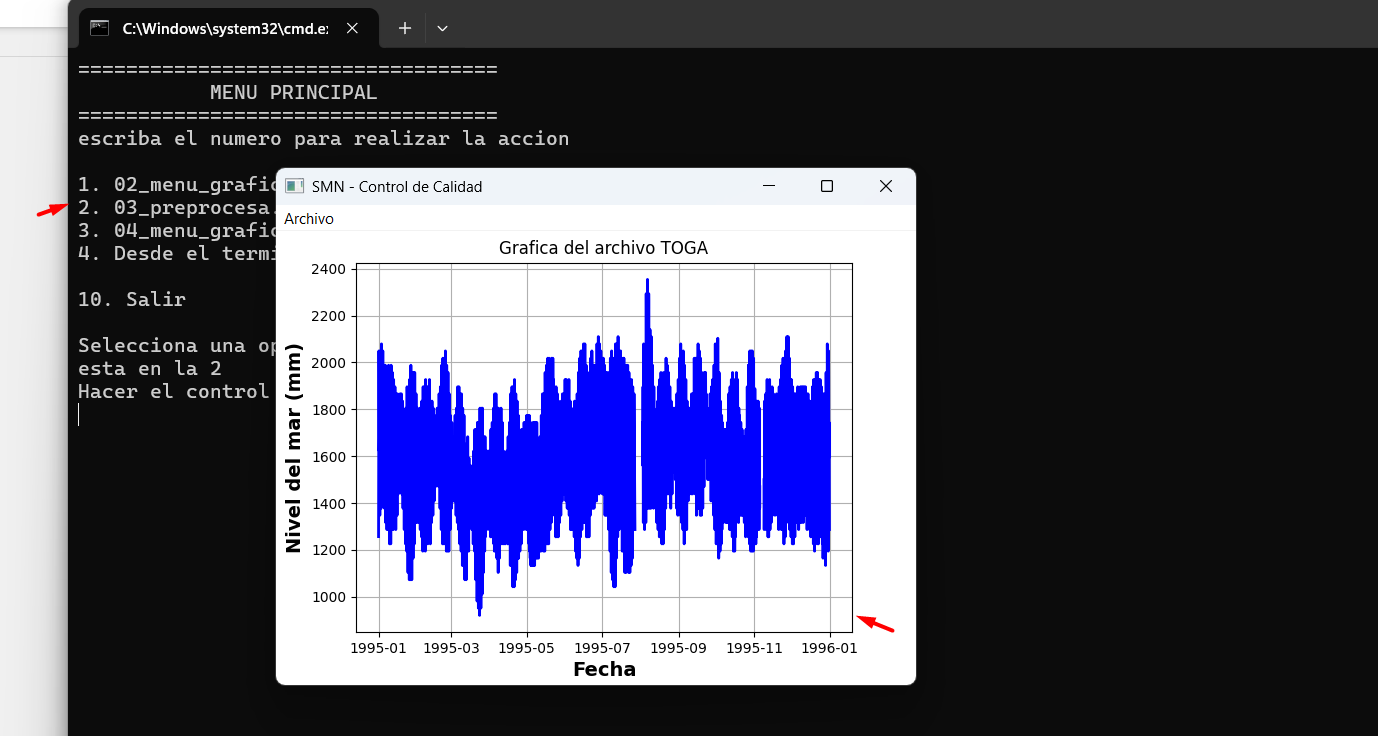 C:\Windows\system32\cmd.e
==================================
MENU PRINCIPAL
==================================
escriba el numero para realizar la accion
1. 02_menu_grafic
2. 03_preprocesa.
3. 04_menu_grafic
4. Desde el termi
10. Salir
Selecciona una op
esta en la 2
Hacer el control
SMN - Control de Calidad
Archivo
Grafica del archivo TOGA
Nivel del mar (mm)
2400
2200
2000
1800
1600
1400
1200
1000
1995-01 1995-03 1995-05 1995-07 1995-09 1995-11 1996-01
Fecha